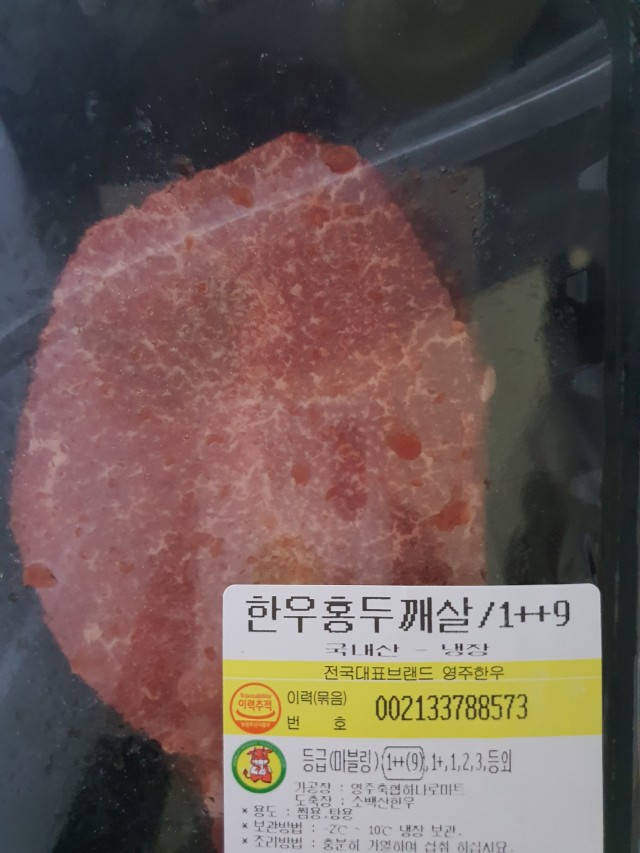 한우홍두깨살/1++9
국내산 - 냉장
전국대표브랜드 영주한우
Traceability
이력추적
이력(묶음)
번 호 002133788573
등급(마블링):1++(9),1+,1,2,3,등외
가공장 : 영주축협하나로마트
도축장 : 소백산한우
* 용도 : 찜용,탕용
* 보관방법 : -2℃ ~ 10℃ 냉장 보관.
* 조리방법 : 충분히 가열하여 섭취 하십시요.